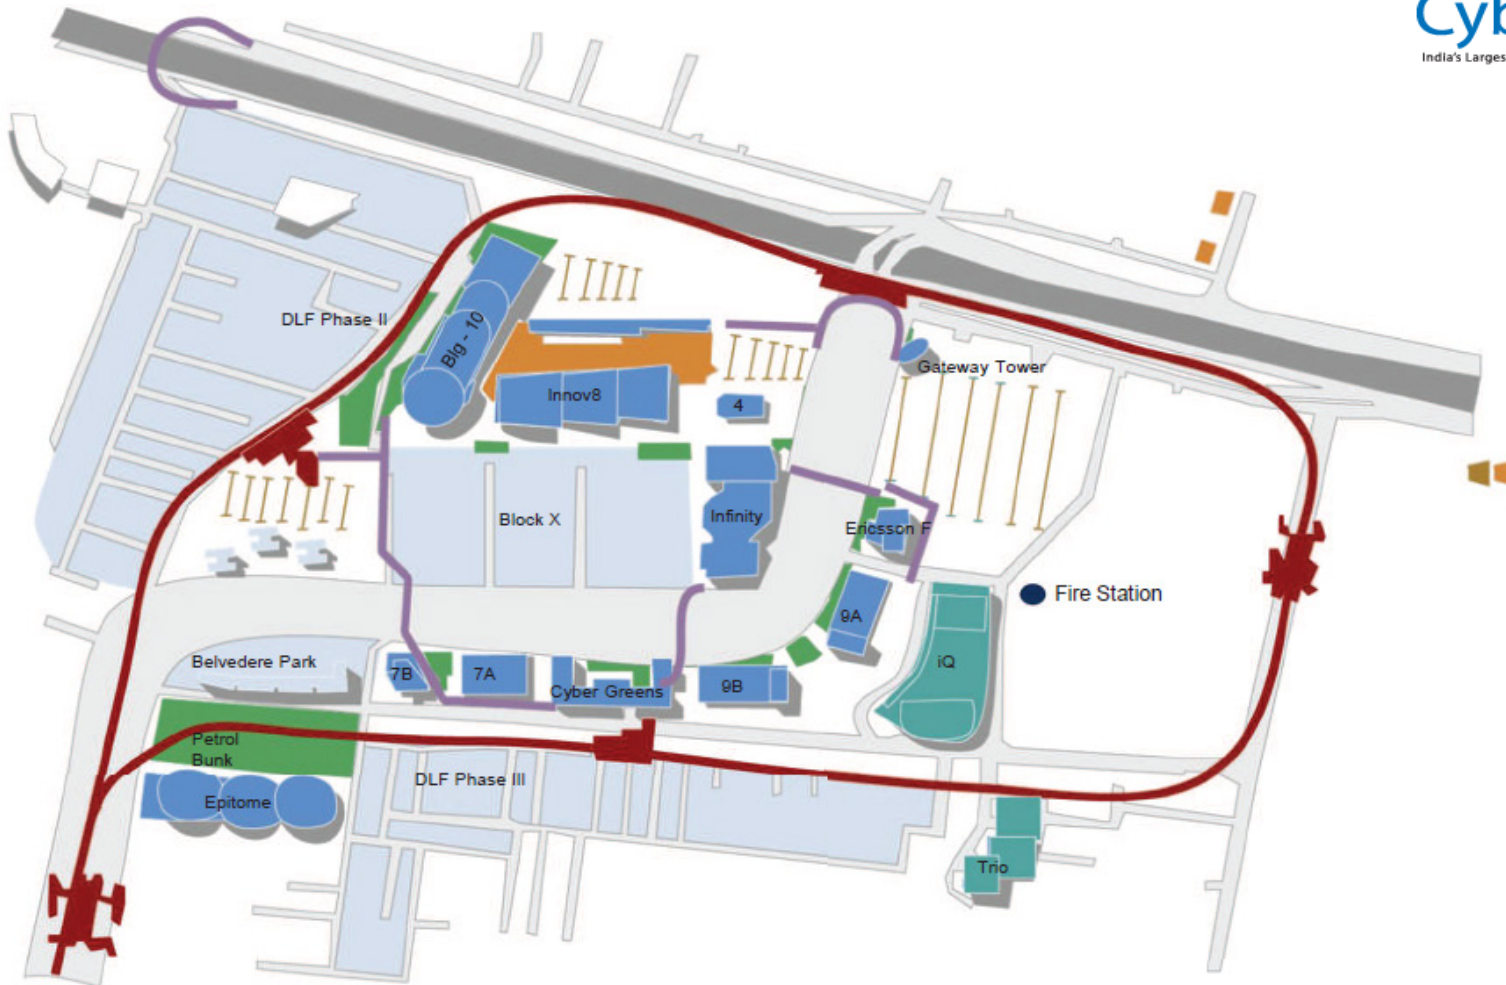 Cyb
India's Larges
DLF Phase II
Blg - 10
Gateway Tower
Innov8
4
Block X
Infinity
Ericsson F
Fire Station
9A
Belvedere Park
7B
7A
Cyber Greens
9B
iQ
Petrol
Bunk
DLF Phase III
Epitome
Trio